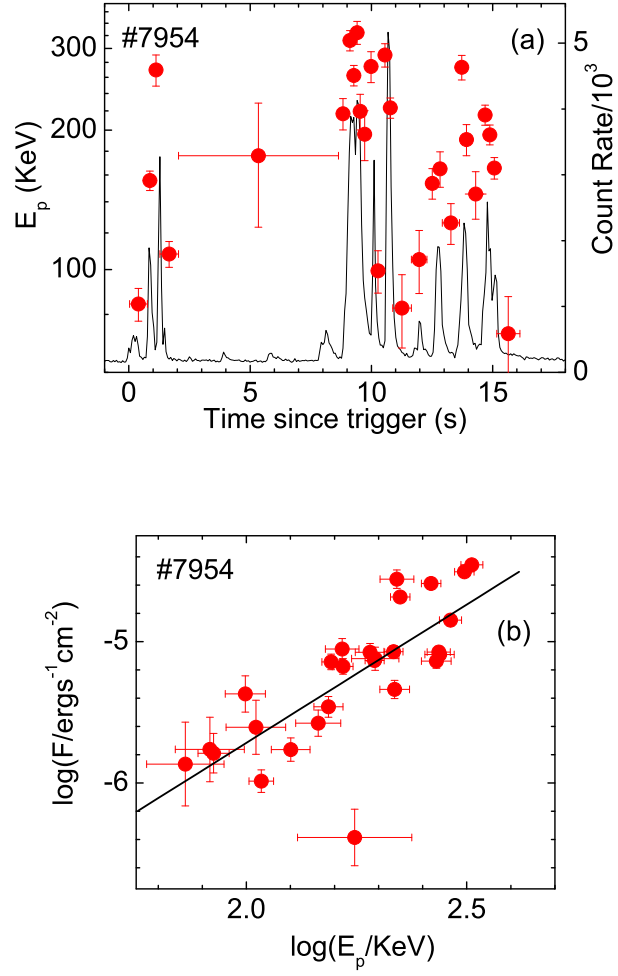 #7954
(a)
300
200
100
E_p (KeV)
5
0
Count Rate/10^3
0
5
10
15
Time since trigger (s)
#7954
(b)
-5
-6
log(F/ergs^-1cm^-2)
2.0
2.5
log(E_p/KeV)